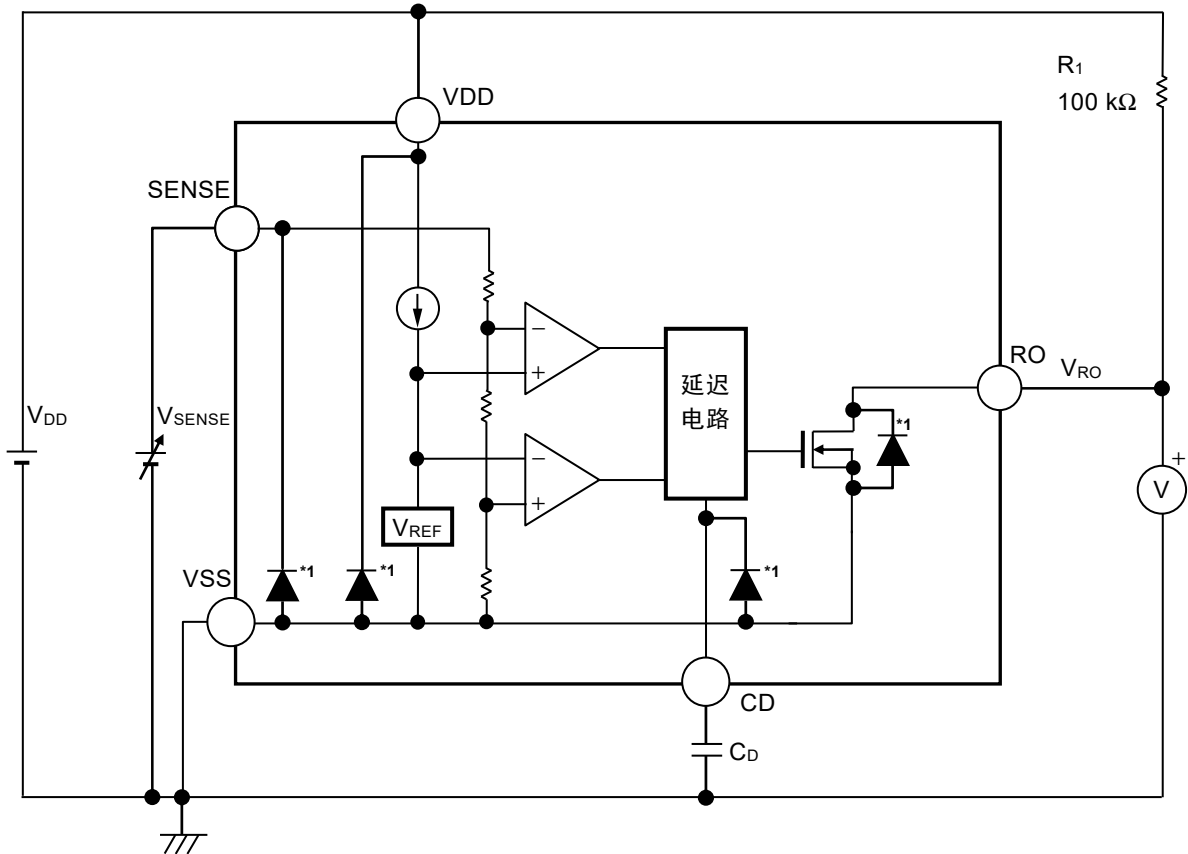 VDD
R1
100 kΩ
SENSE
VDD
VSENSE
−
+
−
+
延迟
电路
RO
VRO
*1
+
V
VREF
VSS
*1
*1
*1
CD
CD